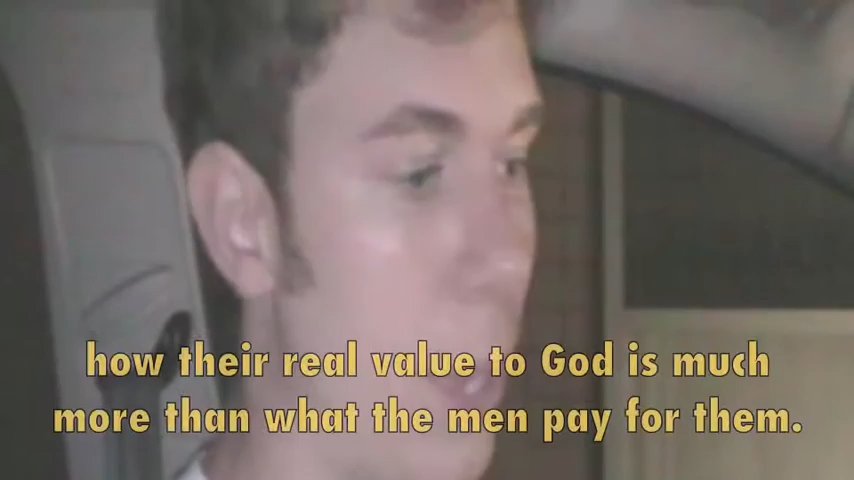 how their real value to God is much
more than what the men pay for them.